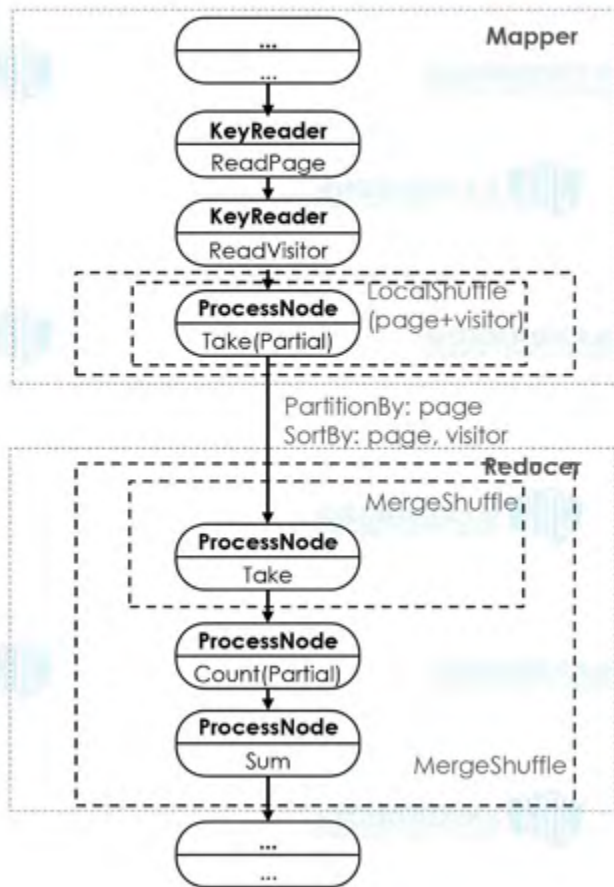 ...
...
Mapper
KeyReader
ReadPage
KeyReader
ReadVisitor
LocalShuffle
(page+visitor)
ProcessNode
Take(Partial)
PartitionBy: page
SortBy: page, visitor
Reducer
MergeShuffle
ProcessNode
Take
ProcessNode
Count(Partial)
ProcessNode
Sum
MergeShuffle
...
...